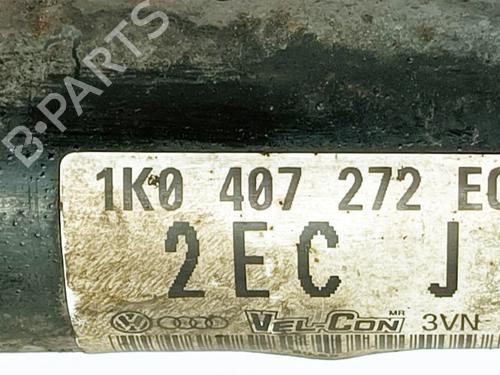 B-PARTS
1K0 407 272 EC
2EC J
VEL-CON MR 3VN